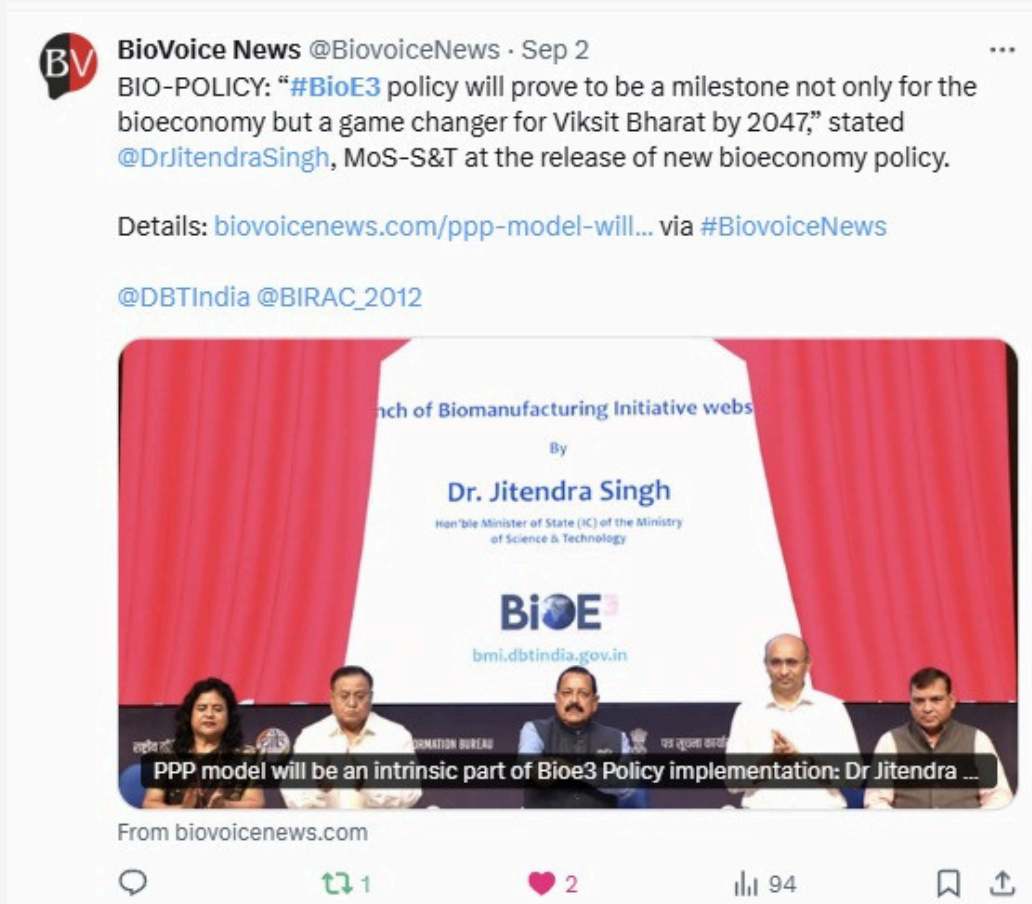 BV
BioVoice News @BiovoiceNews · Sep 2
BIO-POLICY: “#BioE3 policy will prove to be a milestone not only for the
bioeconomy but a game changer for Viksit Bharat by 2047,” stated
@DrJitendraSingh, MoS-S&T at the release of new bioeconomy policy.
Details: biovoicenews.com/ppp-model-will... via #BiovoiceNews
@DBTIndia @BIRAC_2012
nch of Biomanufacturing Initiative webs
By
Dr. Jitendra Singh
Hon'ble Minister of State (IC) of the Ministry
of Science & Technology
BioE3
bmi.dbtindia.gov.in
ORMATION BUREAU
पत्र सूचना
PPP model will be an intrinsic part of Bioe3 Policy implementation: Dr Jitendra ...
From biovoicenews.com
1 2 94